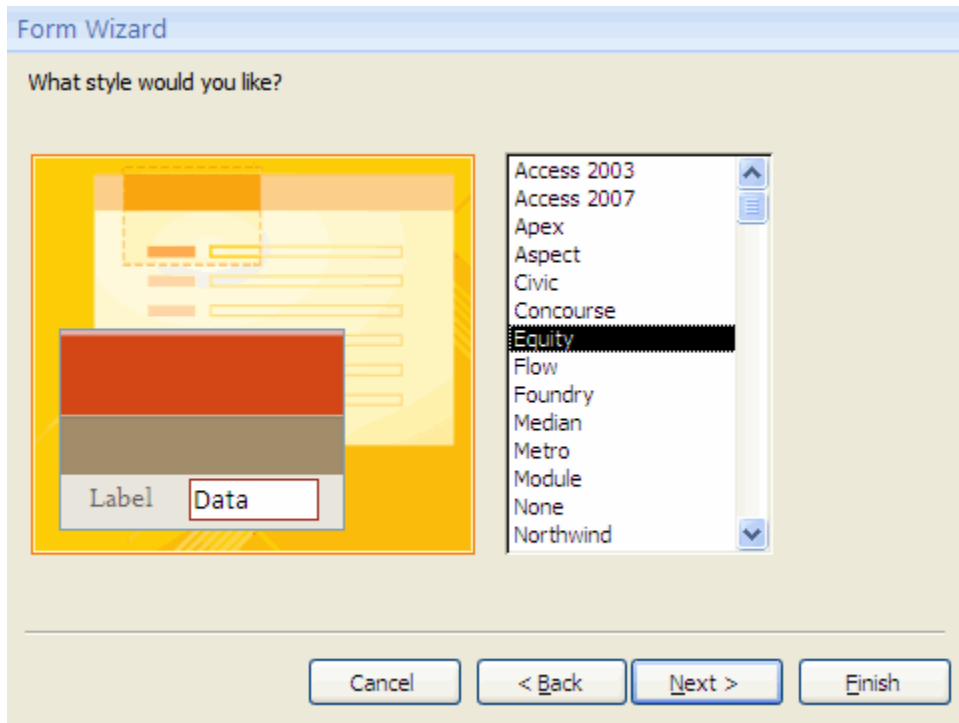 Form Wizard
What style would you like?
Label
Data
Access 2003
Access 2007
Apex
Aspect
Civic
Concourse
Equity
Flow
Foundry
Median
Metro
Module
None
Northwind
Cancel
< Back
Next >
Finish